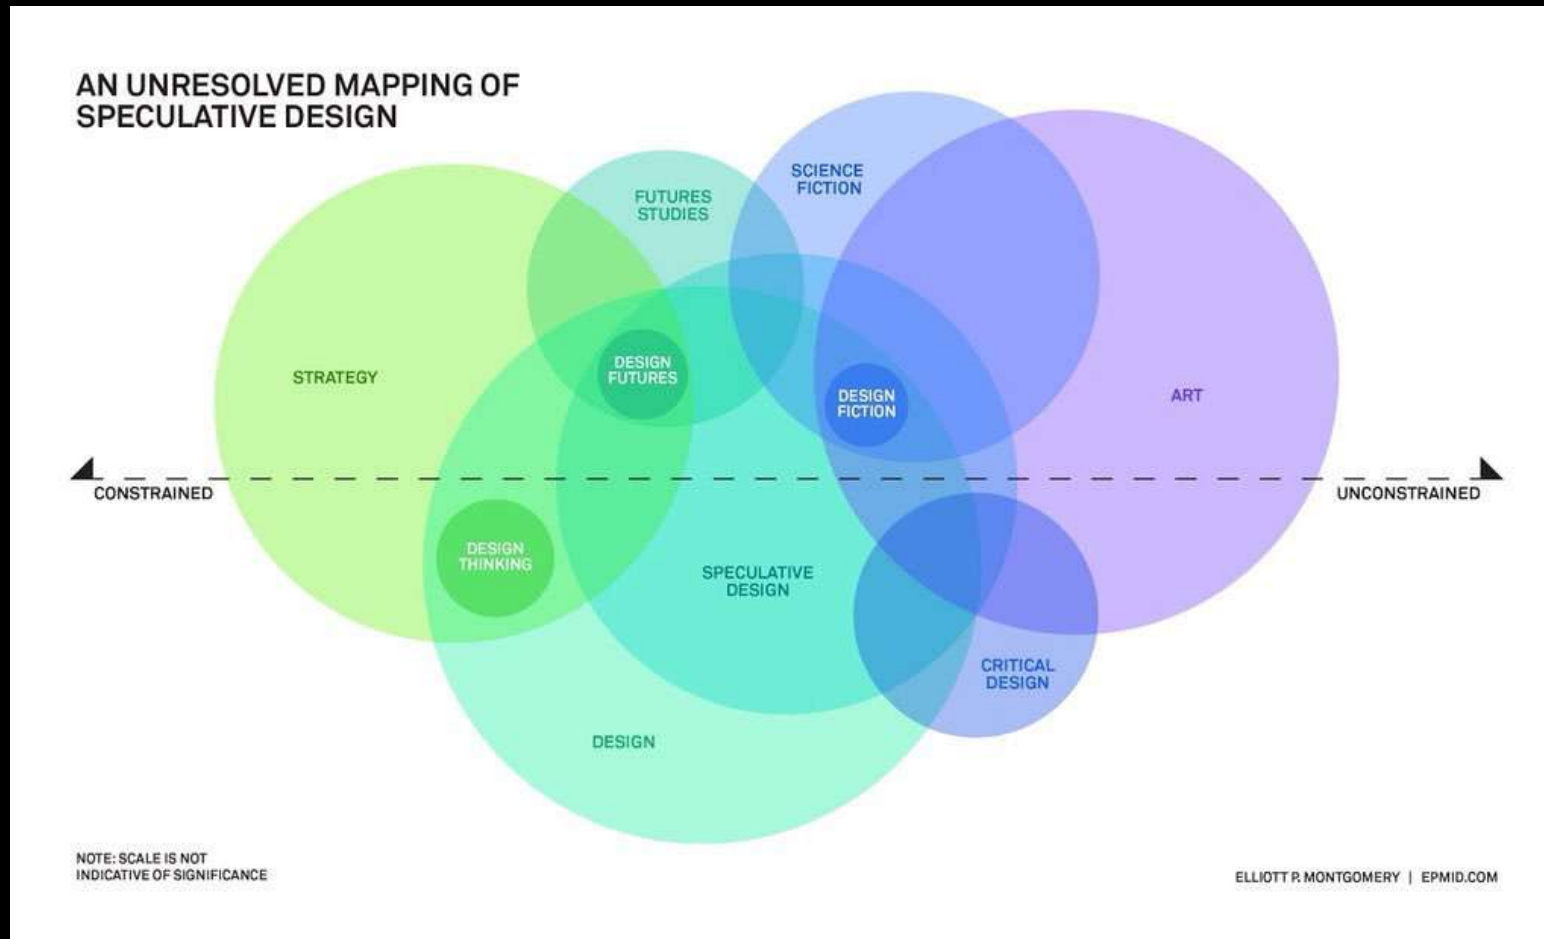 AN UNRESOLVED MAPPING OF
SPECULATIVE DESIGN
SCIENCE
FICTION
FUTURES
STUDIES
STRATEGY
DESIGN
FUTURES
DESIGN
FICTION
ART
CONSTRAINED
UNCONSTRAINED
DESIGN
THINKING
SPECULATIVE
DESIGN
CRITICAL
DESIGN
DESIGN
NOTE: SCALE IS NOT
INDICATIVE OF SIGNIFICANCE
ELLIOTT P. MONTGOMERY | EPMID.COM